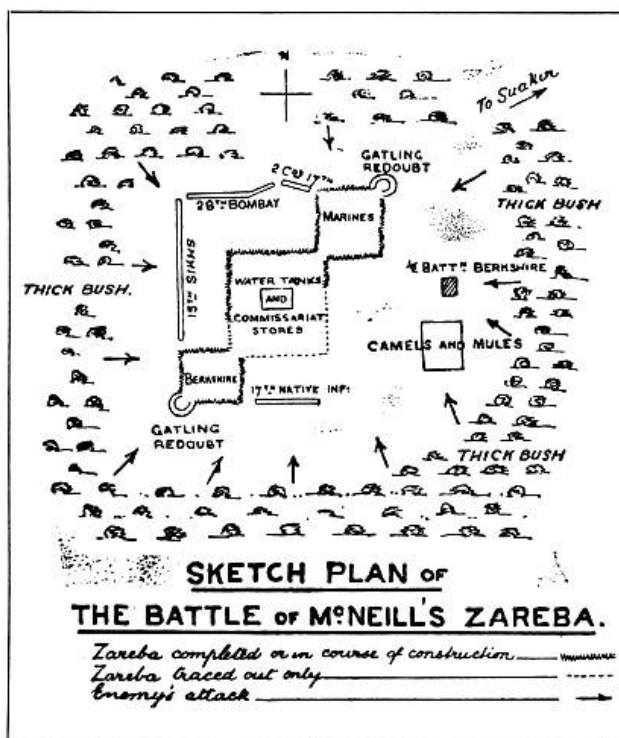 N
To Suakin
GATLING
REDOUBT
2 Cos 17TH
28TH BOMBAY
MARINES
THICK BUSH
15TH SIKHS
½ BATTN BERKSHIRE
WATER TANKS
AND
COMMISSARIAT
STORES
THICK BUSH.
CAMELS AND MULES
BERKSHIRE
17TH NATIVE INF:
GATLING
REDOUBT
THICK BUSH
SKETCH PLAN OF
THE BATTLE OF McNEILL'S ZAREBA.
Zareba completed or in course of construction
Zareba traced out only
Enemy's attack